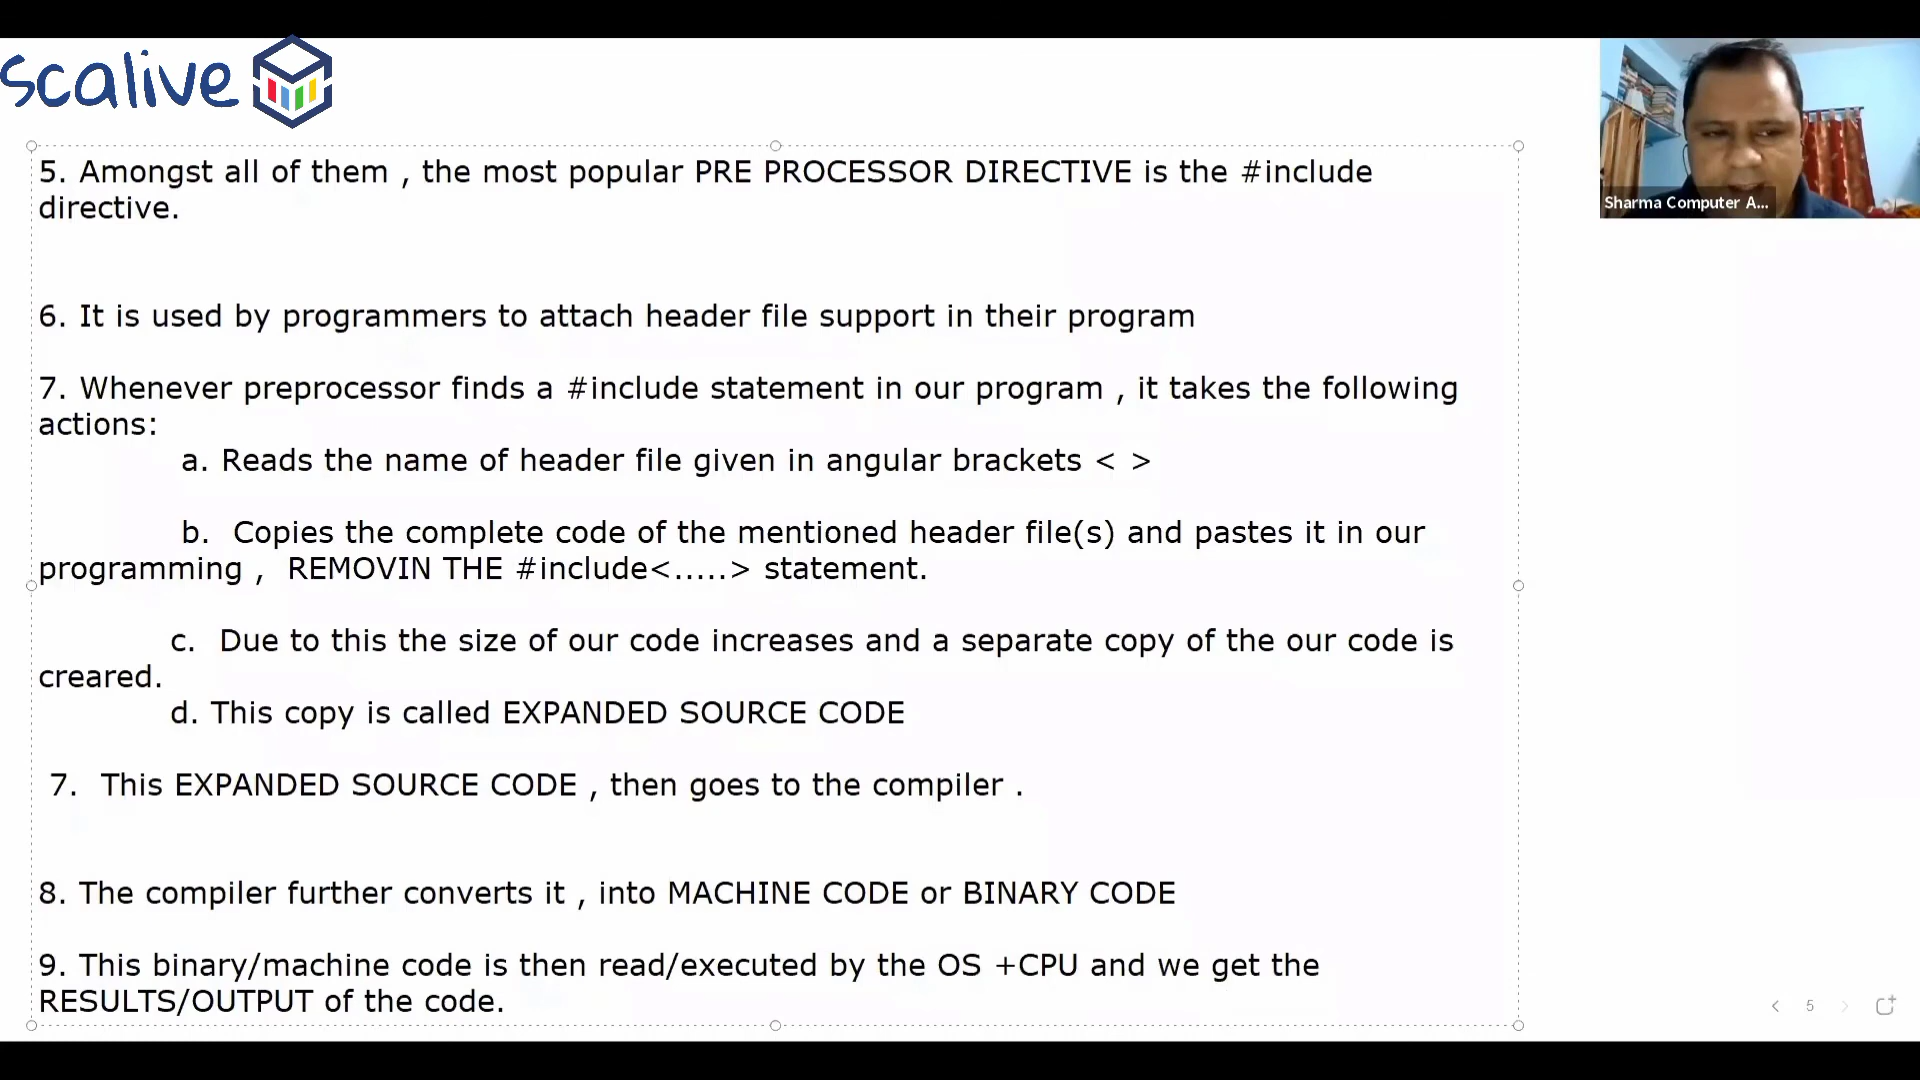 scalive
Sharma Computer A...
5. Amongst all of them , the most popular PRE PROCESSOR DIRECTIVE is the #include
directive.
6. It is used by programmers to attach header file support in their program
7. Whenever preprocessor finds a #include statement in our program , it takes the following
actions:
a. Reads the name of header file given in angular brackets < >
b.  Copies the complete code of the mentioned header file(s) and pastes it in our
programming ,  REMOVIN THE #include<.....> statement.
c.  Due to this the size of our code increases and a separate copy of the our code is
creared.
d. This copy is called EXPANDED SOURCE CODE
7.  This EXPANDED SOURCE CODE , then goes to the compiler .
8. The compiler further converts it , into MACHINE CODE or BINARY CODE
9. This binary/machine code is then read/executed by the OS +CPU and we get the
RESULTS/OUTPUT of the code.
5